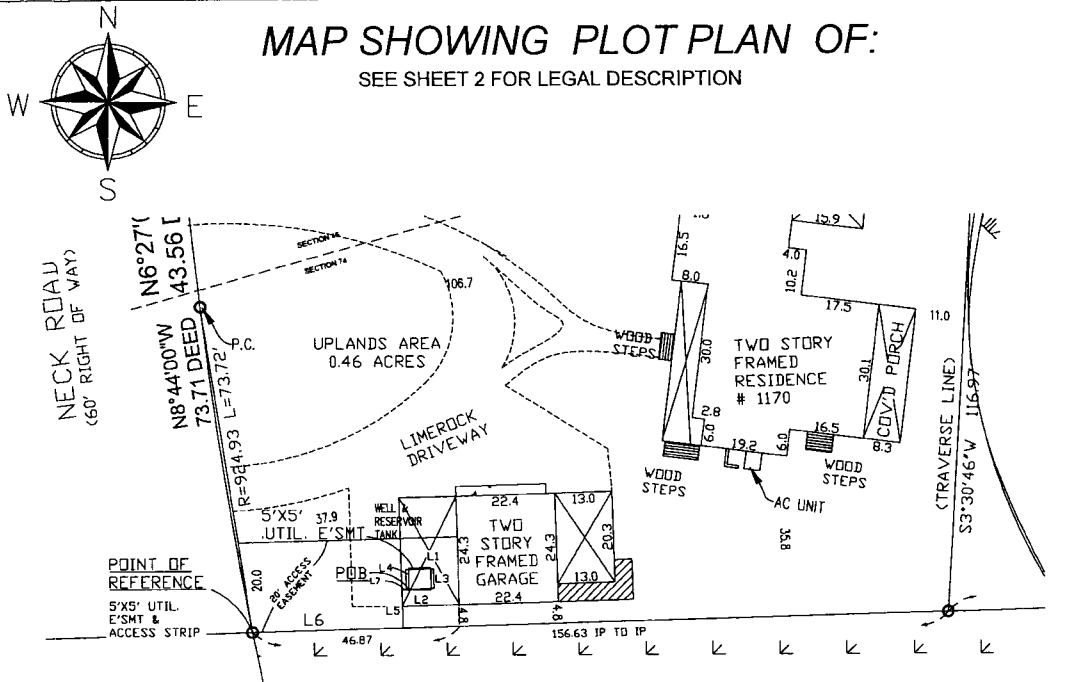 MAP SHOWING PLOT PLAN OF:
SEE SHEET 2 FOR LEGAL DESCRIPTION
N
W
E
S
NECK ROAD
(60' RIGHT OF WAY)
N6°27'(
43.56 [
SECTION 74
P.C.
N8°44'00"W
73.71 DEED
R=924.93 L=73.72'
UPLANDS AREA
0.46 ACRES
106.7
LIMEROCK
DRIVEWAY
16.5
8.0
15.9
4.0
10.2
17.5
11.0
WOOD
STEPS
30.0
TWO STORY
FRAMED
RESIDENCE
# 1170
30.1
COV'D PORCH
2.8
6.0
19.2
6.0
16.5
8.3
WOOD
STEPS
WOOD
STEPS
AC UNIT
35.8
(TRAVERSE LINE)
S3°30'46"W 116.97
5'X5'
UTIL. E'SMT
37.9
WELL &
RESERVOIR
TANK
22.4
13.0
TWO
STORY
FRAMED
GARAGE
24.3
24.3
20.3
13.0
22.4
L1
L4
L7
L3
L2
L5
POB
4.8
4.8
POINT OF
REFERENCE
5'X5' UTIL.
E'SMT &
ACCESS STRIP
20.0
20' ACCESS
EASEMENT
L6
46.87
156.63 IP TO IP